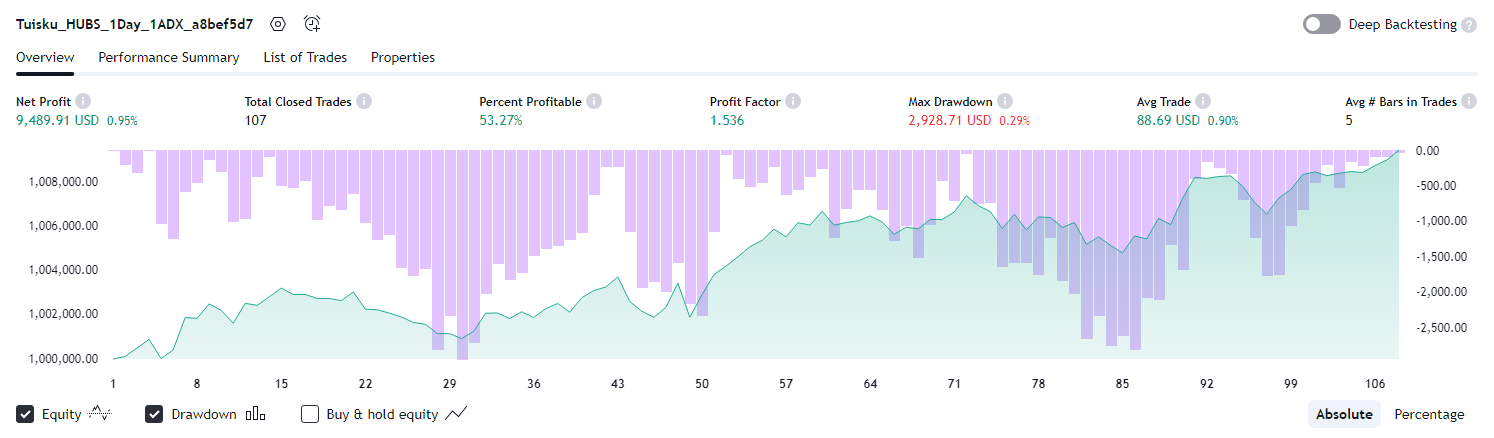 Tuisku_HUBS_1Day_1ADX_a8bef5d7 Deep Backtesting ?
Overview Performance Summary List of Trades Properties
Net Profit i Total Closed Trades i Percent Profitable i Profit Factor i Max Drawdown i Avg Trade i Avg # Bars in Trades i
9,489.91 USD 0.95% 107 53.27% 1.536 2,928.71 USD 0.29% 88.69 USD 0.90% 5
0.00
1,008,000.00 -500.00
1,006,000.00 -1,000.00
1,004,000.00 -1,500.00
1,002,000.00 -2,000.00
-2,500.00
1,000,000.00
1 8 15 22 29 36 43 50 57 64 71 78 85 92 99 106
Equity Drawdown Buy & hold equity Absolute Percentage